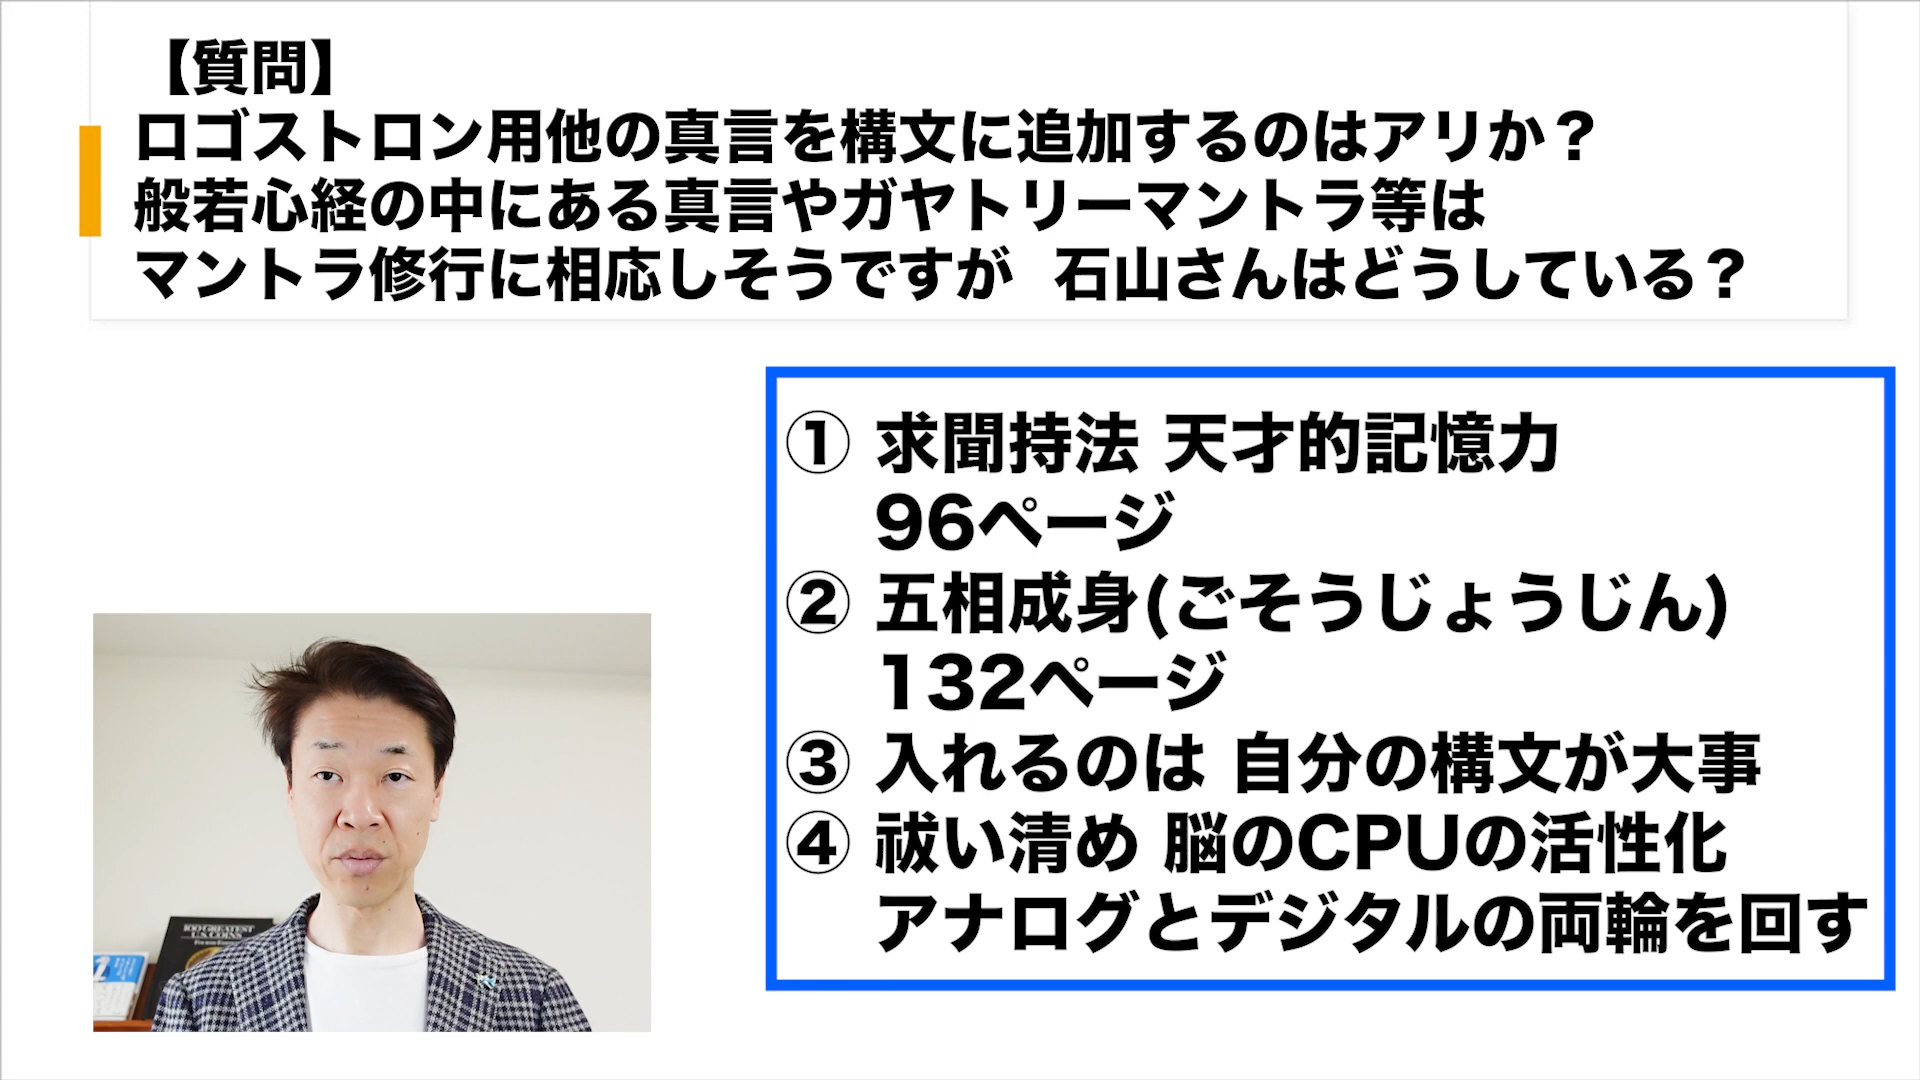 【質問】
ロゴストロン用他の真言を構文に追加するのはアリか？
般若心経の中にある真言やガヤトリーマントラ等は
マントラ修行に相応しそうですが 石山さんはどうしている？
① 求聞持法 天才的記憶力
96ページ
② 五相成身(ごそうじょうじん)
132ページ
③ 入れるのは 自分の構文が大事
④ 祓い清め 脳のCPUの活性化
アナログとデジタルの両輪を回す
100 GREATEST
U.S. COINS